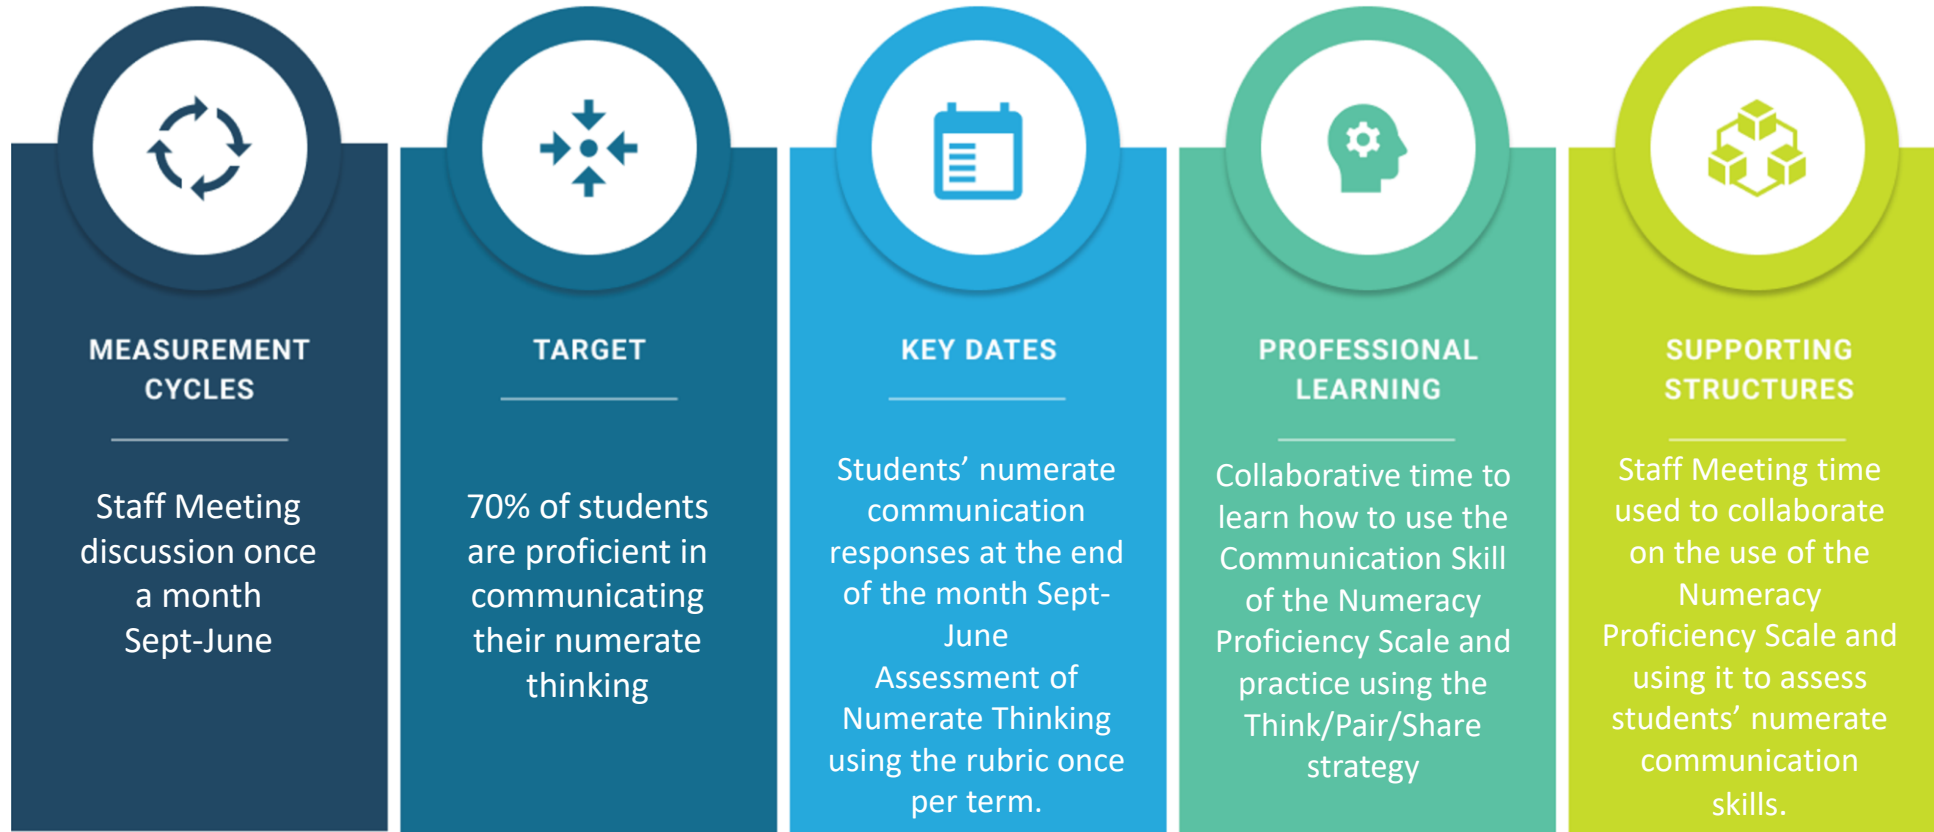 MEASUREMENT
CYCLES
Staff Meeting
discussion once
a month
Sept-June
TARGET
70% of students
are proficient in
communicating
their numerate
thinking
KEY DATES
Students’ numerate
communication
responses at the end
of the month Sept-
June
Assessment of
Numerate Thinking
using the rubric once
per term.
PROFESSIONAL
LEARNING
Collaborative time to
learn how to use the
Communication Skill
of the Numeracy
Proficiency Scale and
practice using the
Think/Pair/Share
strategy
SUPPORTING
STRUCTURES
Staff Meeting time
used to collaborate
on the use of the
Numeracy
Proficiency Scale and
using it to assess
students’ numerate
communication
skills.